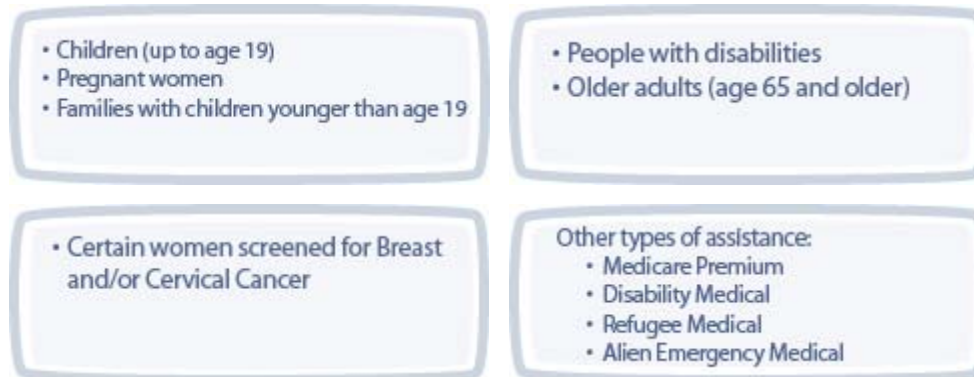 • Children (up to age 19)
• Pregnant women
• Families with children younger than age 19
• People with disabilities
• Older adults (age 65 and older)
• Certain women screened for Breast
and/or Cervical Cancer
Other types of assistance:
• Medicare Premium
• Disability Medical
• Refugee Medical
• Alien Emergency Medical